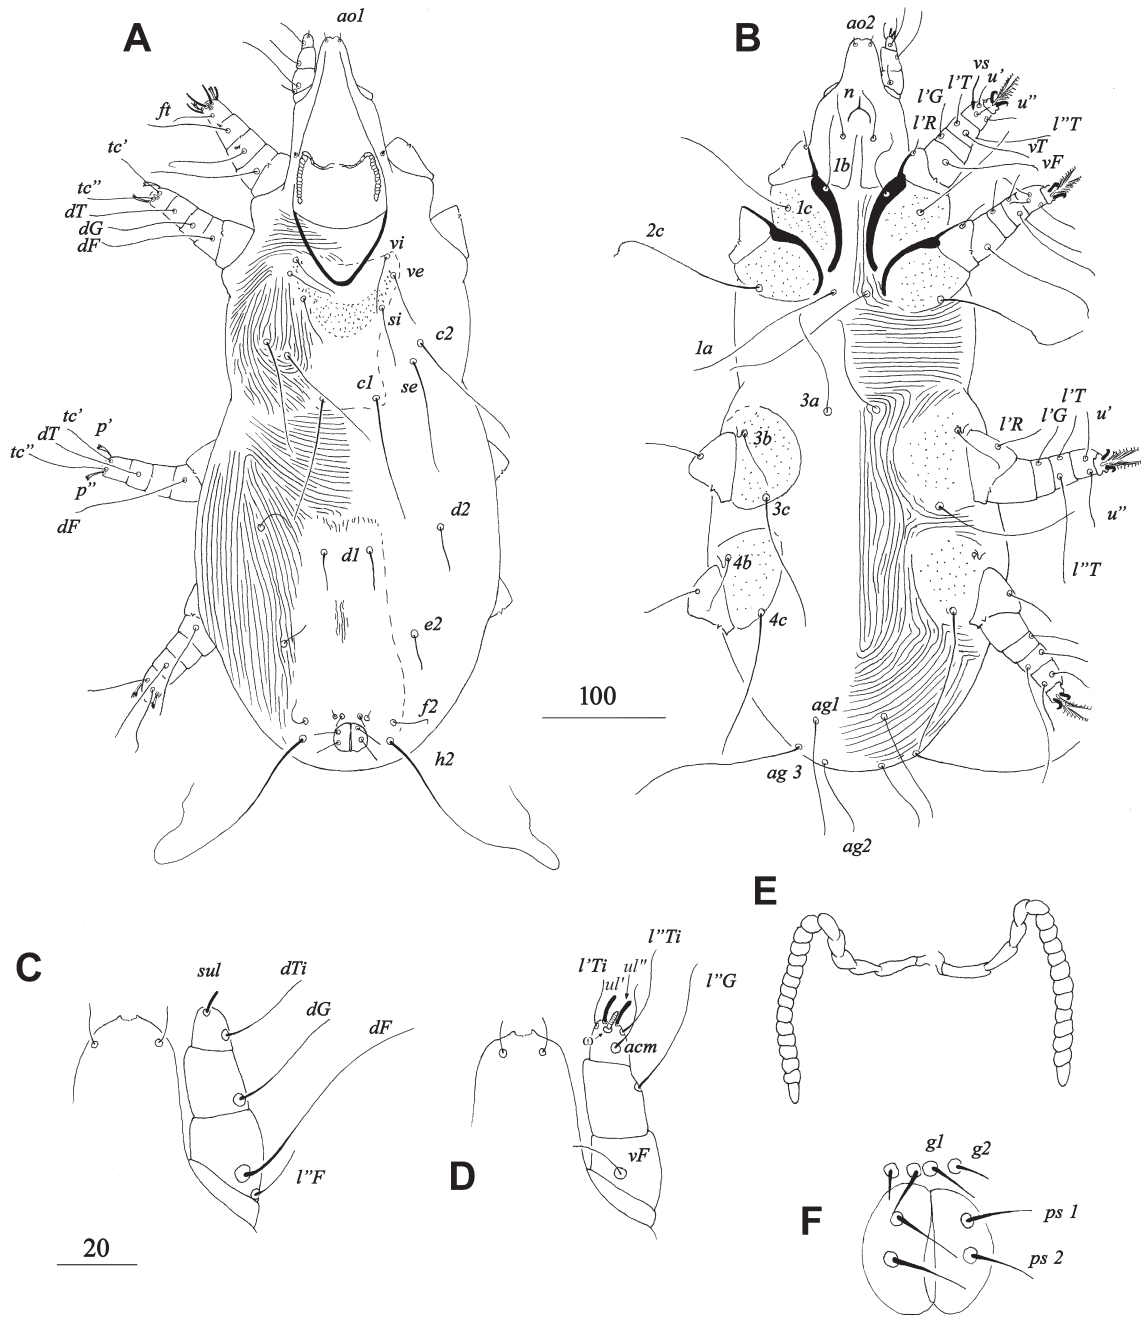 A
ao1
ft
tc'
tc"
dT
dG
dF
vi
ve
si
c2
c1
se
tc'
dT
p'
tc"
p"
dF
d2
d1
e2
f2
h2
B
ao2
n
vs
l'T
u'
l'G
u"
l'R
l"T
vT
vF
1b
1c
2c
1a
3a
l'T
l'G
u'
l'R
3b
3c
u"
l"T
4b
4c
100
ag1
ag 3
ag2
C
sul
dTi
dG
dF
l"F
20
D
l"Ti
l'Ti
ul"
ul'
l"G
ω
acm
vF
E
F
g1
g2
ps 1
ps 2